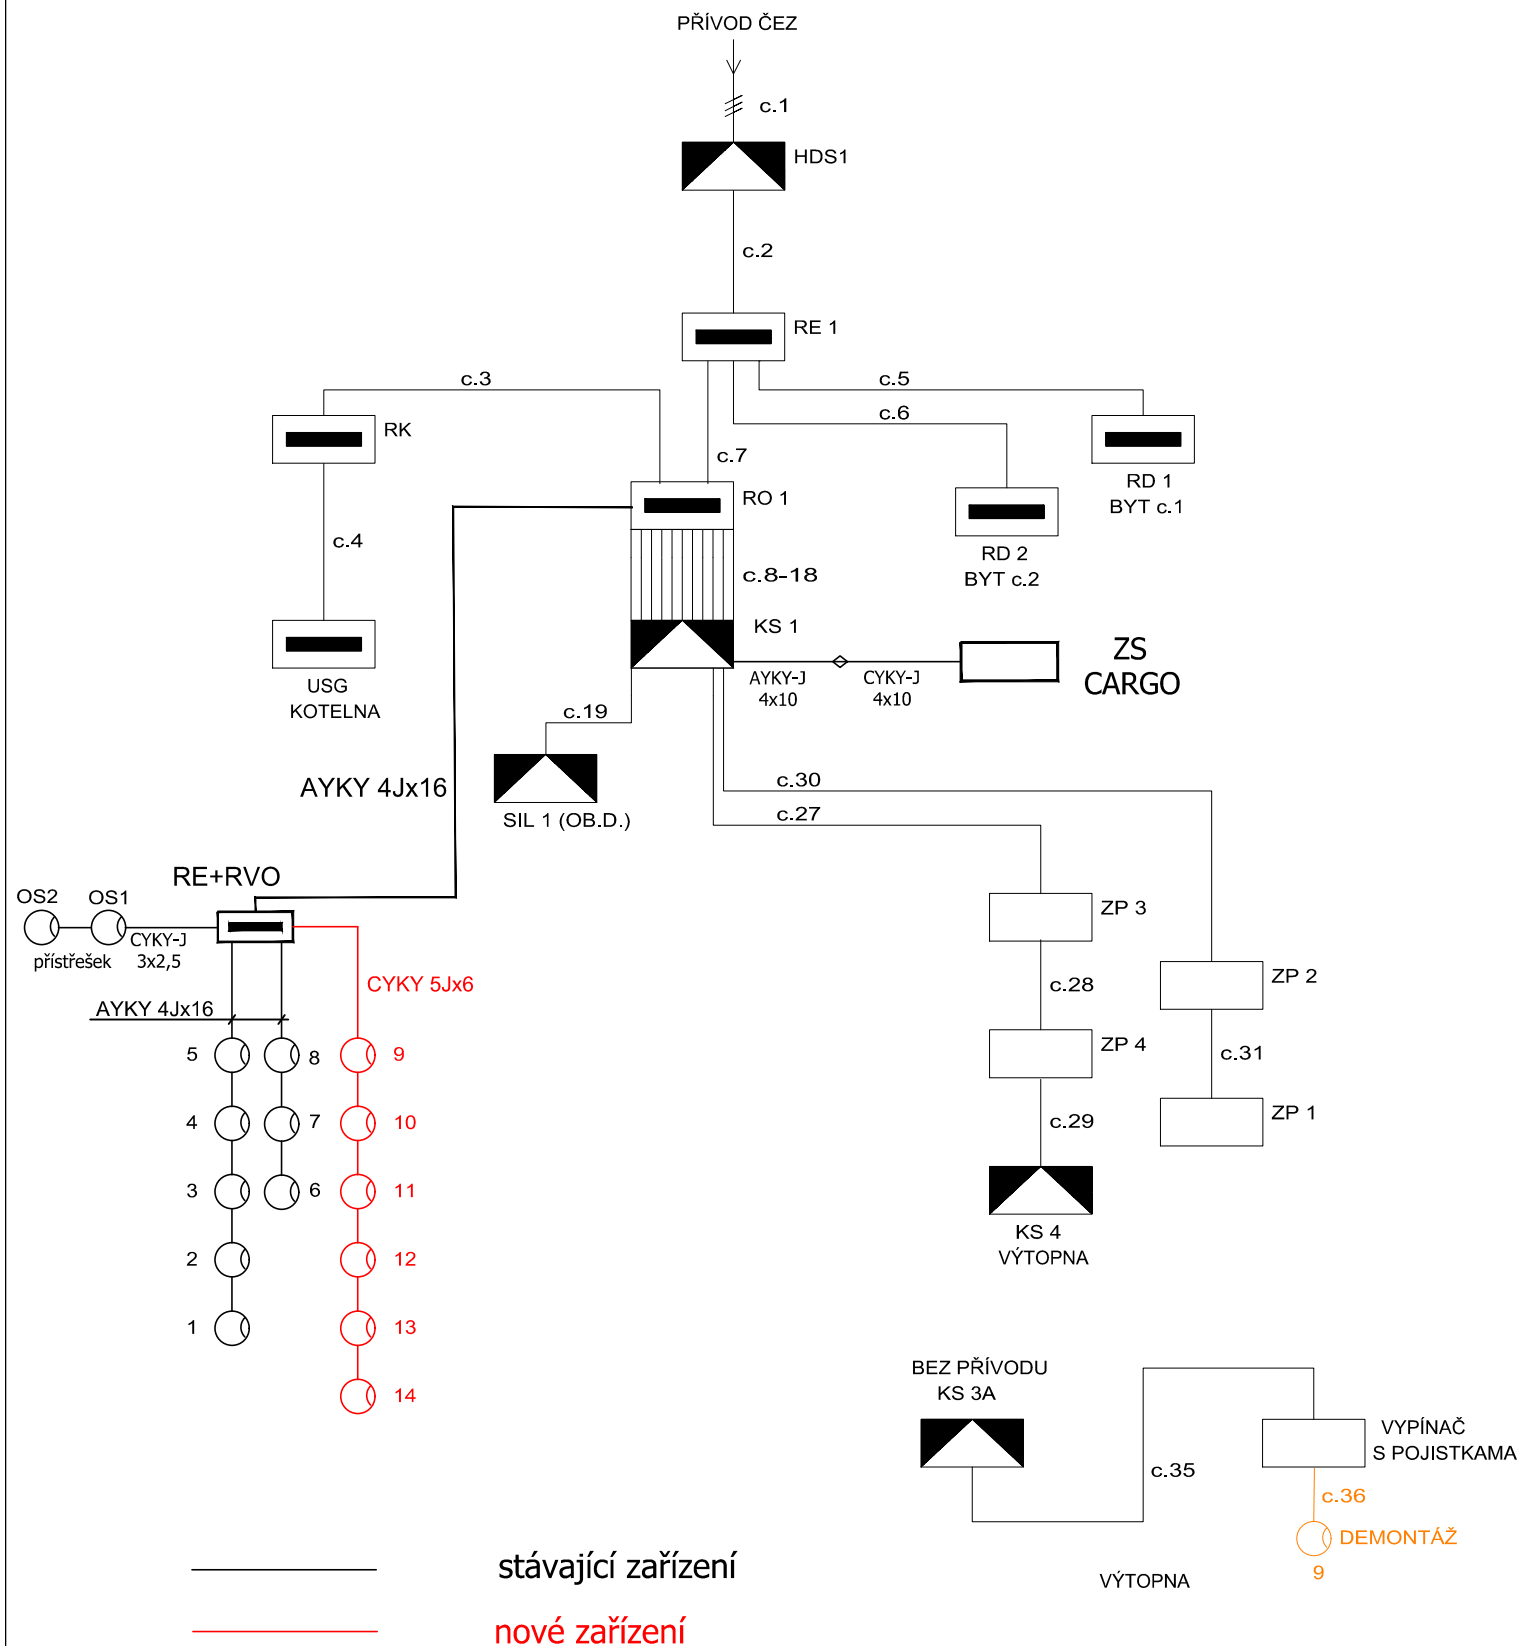 PŘÍVOD ČEZ
c.1
HDS1
c.2
RE 1
c.3
c.5
c.6
RK
c.7
RD 1
BYT c.1
RO 1
c.4
RD 2
BYT c.2
c.8-18
KS 1
ZS
CARGO
AYKY-J
4x10
CYKY-J
4x10
USG
KOTELNA
c.19
AYKY 4Jx16
SIL 1 (OB.D.)
c.30
c.27
RE+RVO
OS2
OS1
CYKY-J
3x2,5
přístřešek
CYKY 5Jx6
AYKY 4Jx16
ZP 3
c.28
ZP 2
ZP 4
c.31
c.29
ZP 1
KS 4
VÝTOPNA
5
8
9
4
7
10
3
6
11
2
12
1
13
14
BEZ PŘÍVODU
KS 3A
VYPÍNAČ
S POJISTKAMA
c.35
c.36
DEMONTÁŽ
9
VÝTOPNA
stávající zařízení
nové zařízení